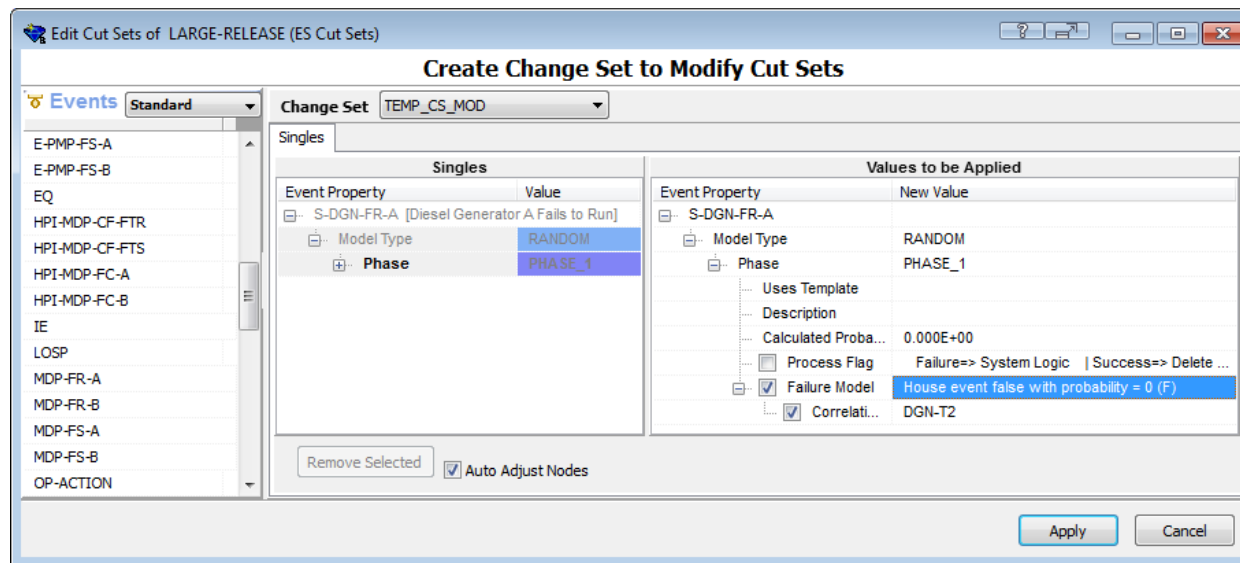 Edit Cut Sets of LARGE-RELEASE (ES Cut Sets)
Create Change Set to Modify Cut Sets
Events Standard
E-PMP-FS-A
E-PMP-FS-B
EQ
HPI-MDP-CF-FTR
HPI-MDP-CF-FTS
HPI-MDP-FC-A
HPI-MDP-FC-B
IE
LOSP
MDP-FR-A
MDP-FR-B
MDP-FS-A
MDP-FS-B
OP-ACTION
Change Set TEMP_CS_MOD
Singles
Singles
Event Property Value
S-DGN-FR-A [Diesel Generator A Fails to Run]
Model Type RANDOM
Phase PHASE_1
Values to be Applied
Event Property New Value
S-DGN-FR-A
Model Type RANDOM
Phase PHASE_1
Uses Template
Description
Calculated Proba... 0.000E+00
Process Flag Failure=> System Logic | Success=> Delete ...
Failure Model House event false with probability = 0 (F)
Correlati... DGN-T2
Remove Selected Auto Adjust Nodes
Apply Cancel